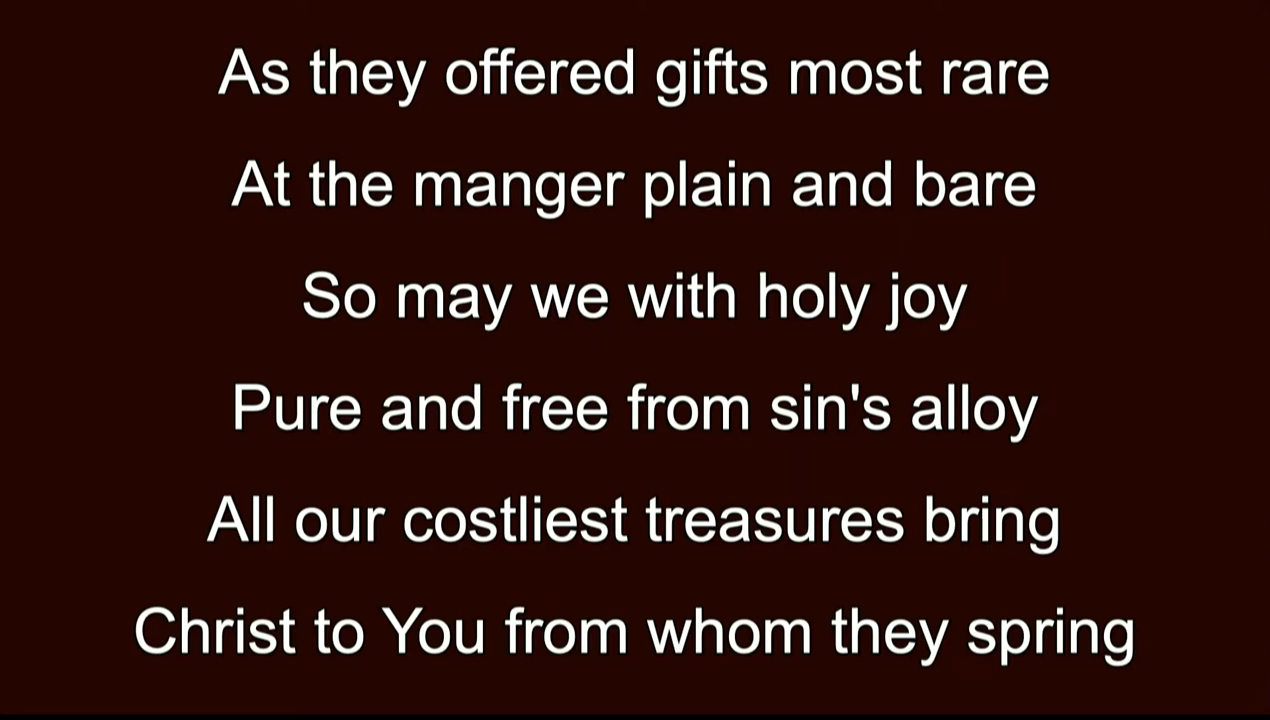 As they offered gifts most rare
At the manger plain and bare
So may we with holy joy
Pure and free from sin's alloy
All our costliest treasures bring
Christ to You from whom they spring